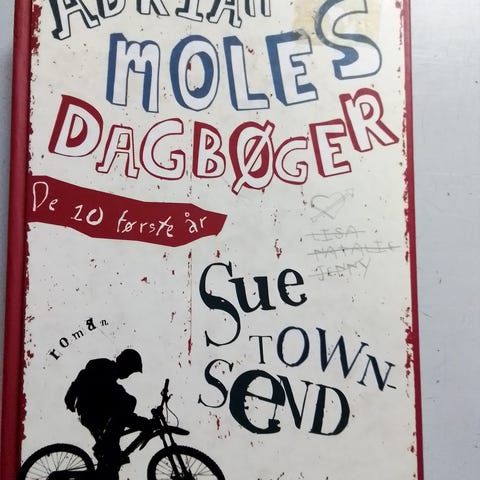 ADRIAN
MOLES
DAGBØGER
De 10 første år
LISA
NATALIE
JENNY
Sue
TOWN-
SEND
roman